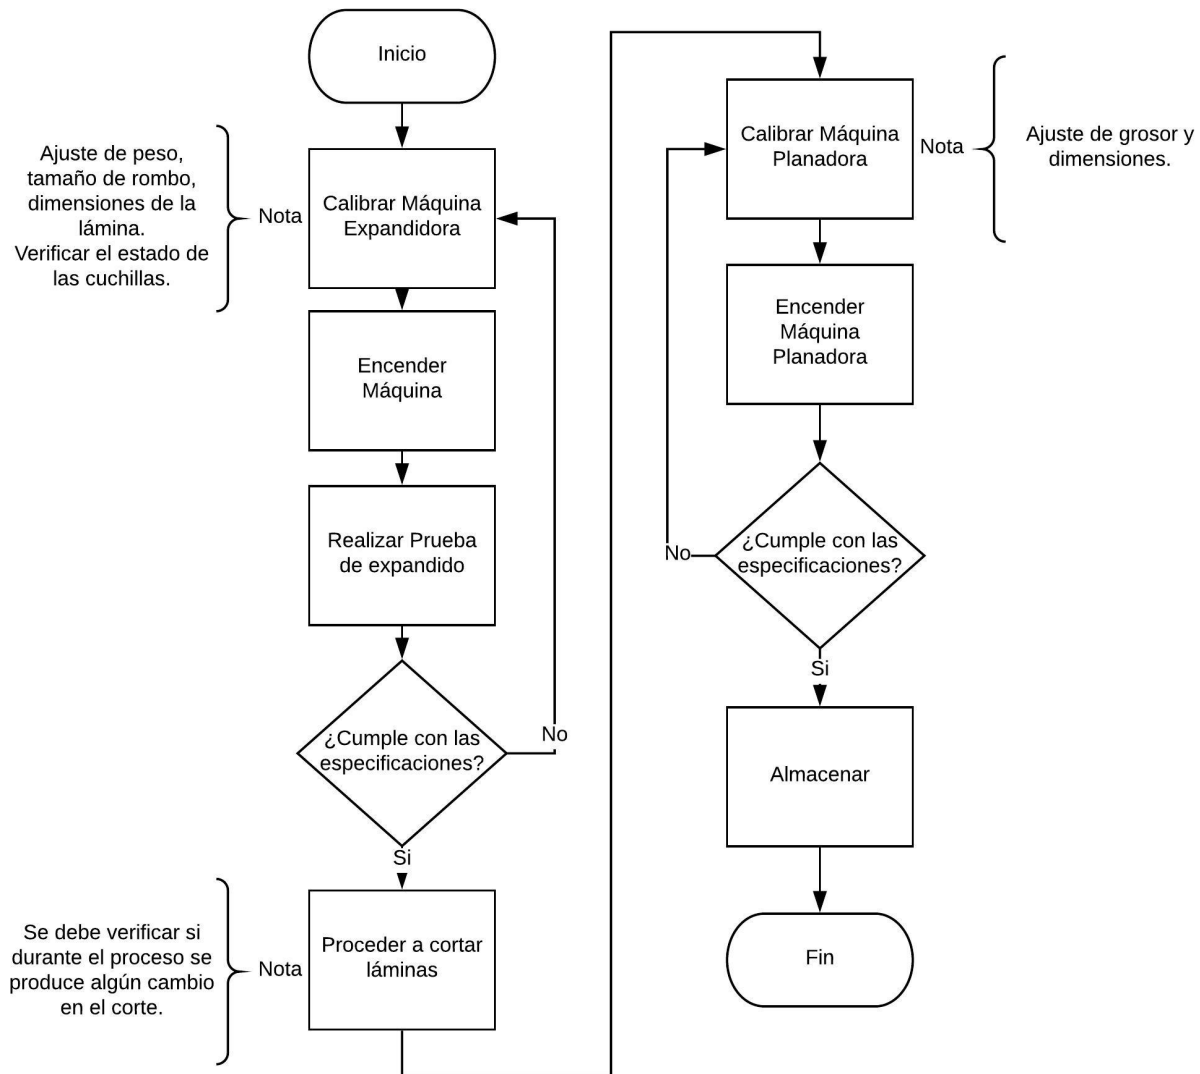 Inicio
Ajuste de peso,
tamaño de rombo,
dimensiones de la
lámina.
Verificar el estado de
las cuchillas.
Nota
Calibrar Máquina
Expandidora
Encender
Máquina
Realizar Prueba
de expandido
¿Cumple con las
especificaciones?
No
Si
Se debe verificar si
durante el proceso se
produce algún cambio
en el corte.
Nota
Proceder a cortar
láminas
Calibrar Máquina
Planadora
Nota
Ajuste de grosor y
dimensiones.
Encender
Máquina
Planadora
No
¿Cumple con las
especificaciones?
Si
Almacenar
Fin